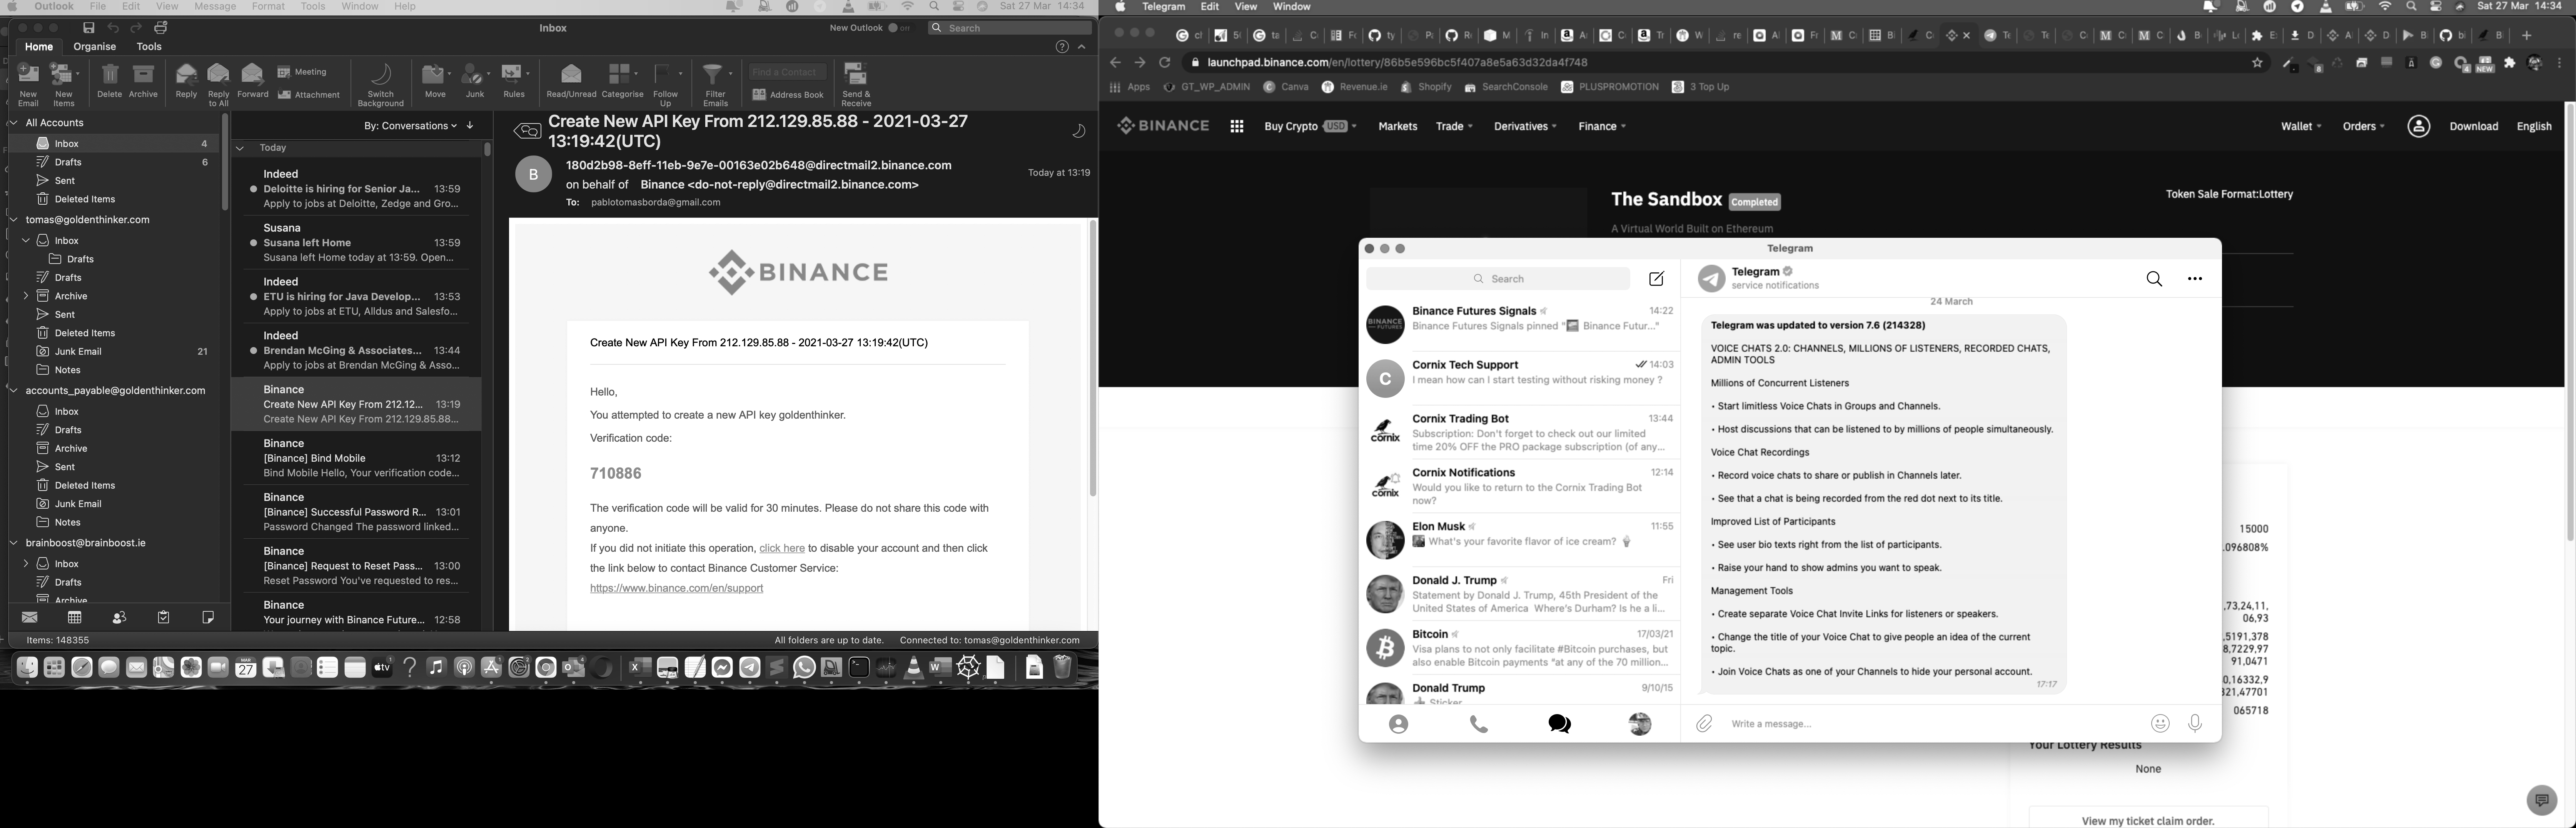 Outlook File Edit View Message Format Tools Window Help
Sat 27 Mar 14:34
Inbox
New Outlook Off
Search
Home Organise Tools
New Email
New Items
Delete
Archive
Reply
Reply to All
Forward
Meeting
Attachment
Switch Background
Move
Junk
Rules
Read/Unread
Categorise
Follow Up
Filter Emails
Find a Contact
Address Book
Send & Receive
All Accounts
Inbox 4
Drafts 6
Sent
Deleted Items
tomas@goldenthinker.com
Inbox
Drafts
Drafts
Archive
Sent
Deleted Items
Junk Email 21
Notes
accounts_payable@goldenthinker.com
Inbox
Drafts
Archive
Sent
Deleted Items
Junk Email
Notes
brainboost@brainboost.ie
Inbox
Drafts
Archive
By: Conversations
Today
Indeed
Deloitte is hiring for Senior Ja... 13:59
Apply to jobs at Deloitte, Zedge and Gro...
Susana
Susana left Home 13:59
Susana left Home today at 13:59. Open...
Indeed
ETU is hiring for Java Develop... 13:53
Apply to jobs at ETU, Alldus and Salesfo...
Indeed
Brendan McGing & Associates... 13:44
Apply to jobs at Brendan McGing & Asso...
Binance
Create New API Key From 212.12... 13:19
Create New API Key From 212.129.85.88...
Binance
[Binance] Bind Mobile 13:12
Bind Mobile Hello, Your verification code...
Binance
[Binance] Successful Password R... 13:01
Password Changed The password linked...
Binance
[Binance] Request to Reset Pass... 13:00
Reset Password You've requested to res...
Binance
Your journey with Binance Future... 12:58
Create New API Key From 212.129.85.88 - 2021-03-27
13:19:42(UTC)
B
180d2b98-8eff-11eb-9e7e-00163e02b648@directmail2.binance.com
on behalf of Binance <do-not-reply@directmail2.binance.com>
Today at 13:19
To: pablotomasborda@gmail.com
BINANCE
Create New API Key From 212.129.85.88 - 2021-03-27 13:19:42(UTC)
Hello,
You attempted to create a new API key goldenthinker.
Verification code:
710886
The verification code will be valid for 30 minutes. Please do not share this code with
anyone.
If you did not initiate this operation, click here to disable your account and then click
the link below to contact Binance Customer Service:
https://www.binance.com/en/support
Items: 148355
All folders are up to date. Connected to: tomas@goldenthinker.com
Telegram Edit View Window
Sat 27 Mar 14:34
launchpad.binance.com/en/lottery/86b5e596bc5f407a8e5a63d32da4f748
Apps GT_WP_ADMIN Canva Revenue.ie Shopify SearchConsole PLUSPROMOTION 3 Top Up
BINANCE
Buy Crypto USD Markets Trade Derivatives Finance
Wallet Orders Download English
The Sandbox Completed
A Virtual World Built on Ethereum
Token Sale Format:Lottery
Telegram
Search
Binance Futures Signals 14:22
Binance Futures Signals pinned " Binance Futur..."
Cornix Tech Support 14:03
I mean how can I start testing without risking money ?
Cornix Trading Bot 13:44
Subscription: Don't forget to check out our limited
time 20% OFF the PRO package subscription (of any...
Cornix Notifications 12:14
Would you like to return to the Cornix Trading Bot
now?
Elon Musk 11:55
What's your favorite flavor of ice cream?
Donald J. Trump Fri
Statement by Donald J. Trump, 45th President of the
United States of America Where's Durham? Is he a li...
Bitcoin 17/03/21
Visa plans to not only facilitate #Bitcoin purchases, but
also enable Bitcoin payments "at any of the 70 million...
Donald Trump 9/10/15
Sticker
Telegram
service notifications
24 March
Telegram was updated to version 7.6 (214328)
VOICE CHATS 2.0: CHANNELS, MILLIONS OF LISTENERS, RECORDED CHATS,
ADMIN TOOLS
Millions of Concurrent Listeners
• Start limitless Voice Chats in Groups and Channels.
• Host discussions that can be listened to by millions of people simultaneously.
Voice Chat Recordings
• Record voice chats to share or publish in Channels later.
• See that a chat is being recorded from the red dot next to its title.
Improved List of Participants
• See user bio texts right from the list of participants.
• Raise your hand to show admins you want to speak.
Management Tools
• Create separate Voice Chat Invite Links for listeners or speakers.
• Change the title of your Voice Chat to give people an idea of the current
topic.
• Join Voice Chats as one of your Channels to hide your personal account.
17:17
Write a message...
15000
.096808%
,73,24,11,
06,93
,5191,378
8,7229,97
91,0471
0,16332,9
321,47701
065718
Your Lottery Results
None
View my ticket claim order.